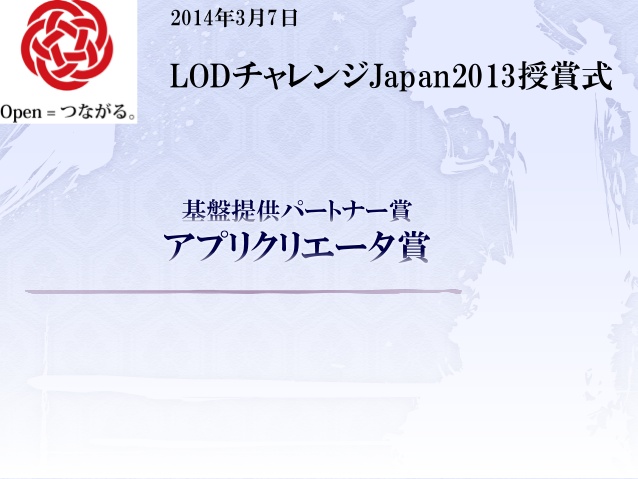 2014年3月7日
LODチャレンジJapan2013授賞式
Open = つながる。
基盤提供パートナー賞
アプリクリエータ賞